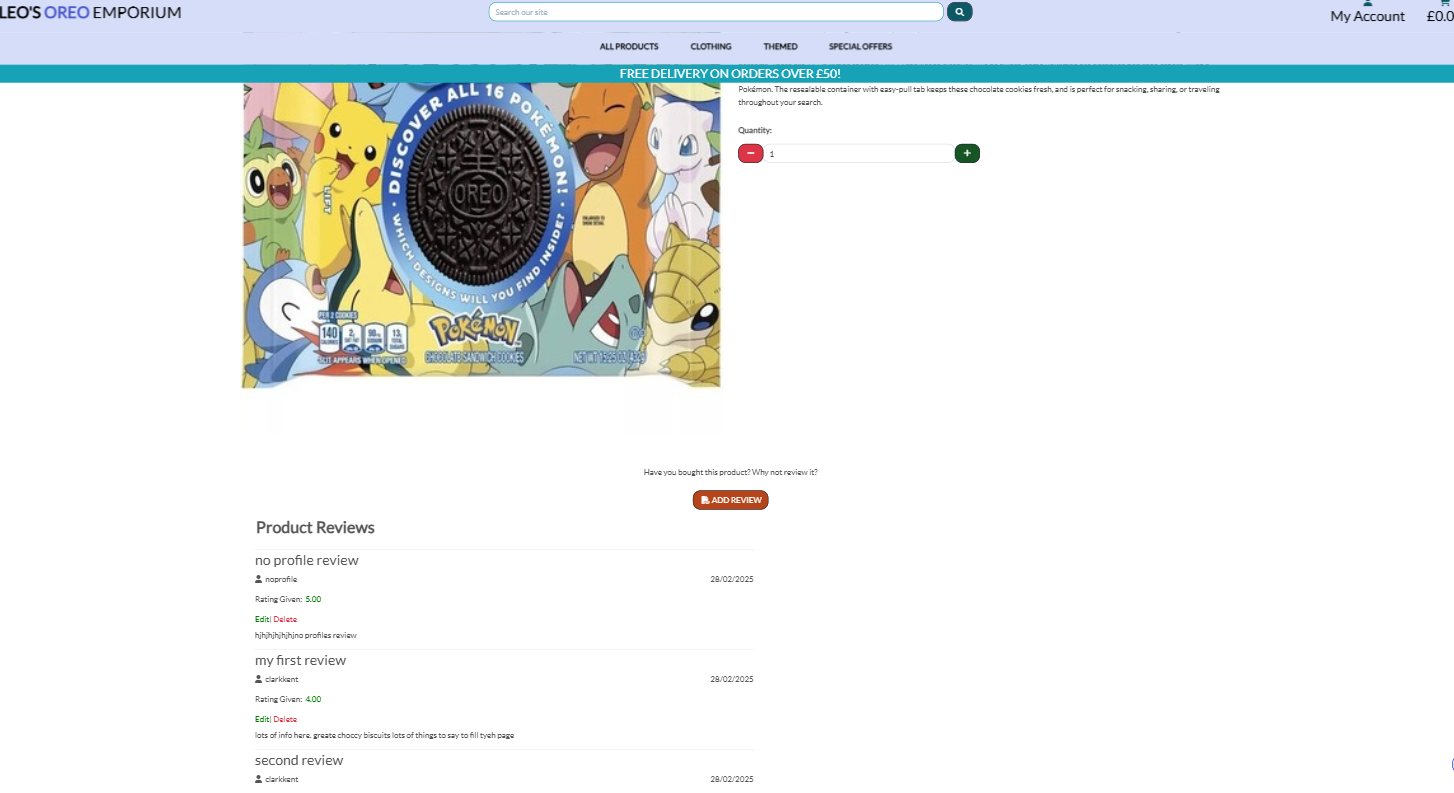 LEO'S OREO EMPORIUM
Search our site
My Account
£0.0
ALL PRODUCTS
CLOTHING
THEMED
SPECIAL OFFERS
FREE DELIVERY ON ORDERS OVER £50!
Pokémon. The resealable container with easy-pull tab keeps these chocolate cookies fresh, and is perfect for snacking, sharing, or traveling
throughout your search.
Quantity:
1
DISCOVER ALL 16 POKÉMON!
OREO
WHICH DESIGNS WILL YOU FIND INSIDE?
LIFT
PER 2 COOKIES
140
CALORIES
POKéMON
CHOCOLATE SANDWICH COOKIES
NET WT 15.25 OZ
Have you bought this product? Why not review it?
ADD REVIEW
Product Reviews
no profile review
noprofile
28/02/2025
Rating Given: 5.00
Edit| Delete
hjhjhjhjhjhjno profiles review
my first review
clarkkent
28/02/2025
Rating Given: 4.00
Edit| Delete
lots of info here. greate choccy biscuits lots of things to say to fill tyeh page
second review
clarkkent
28/02/2025